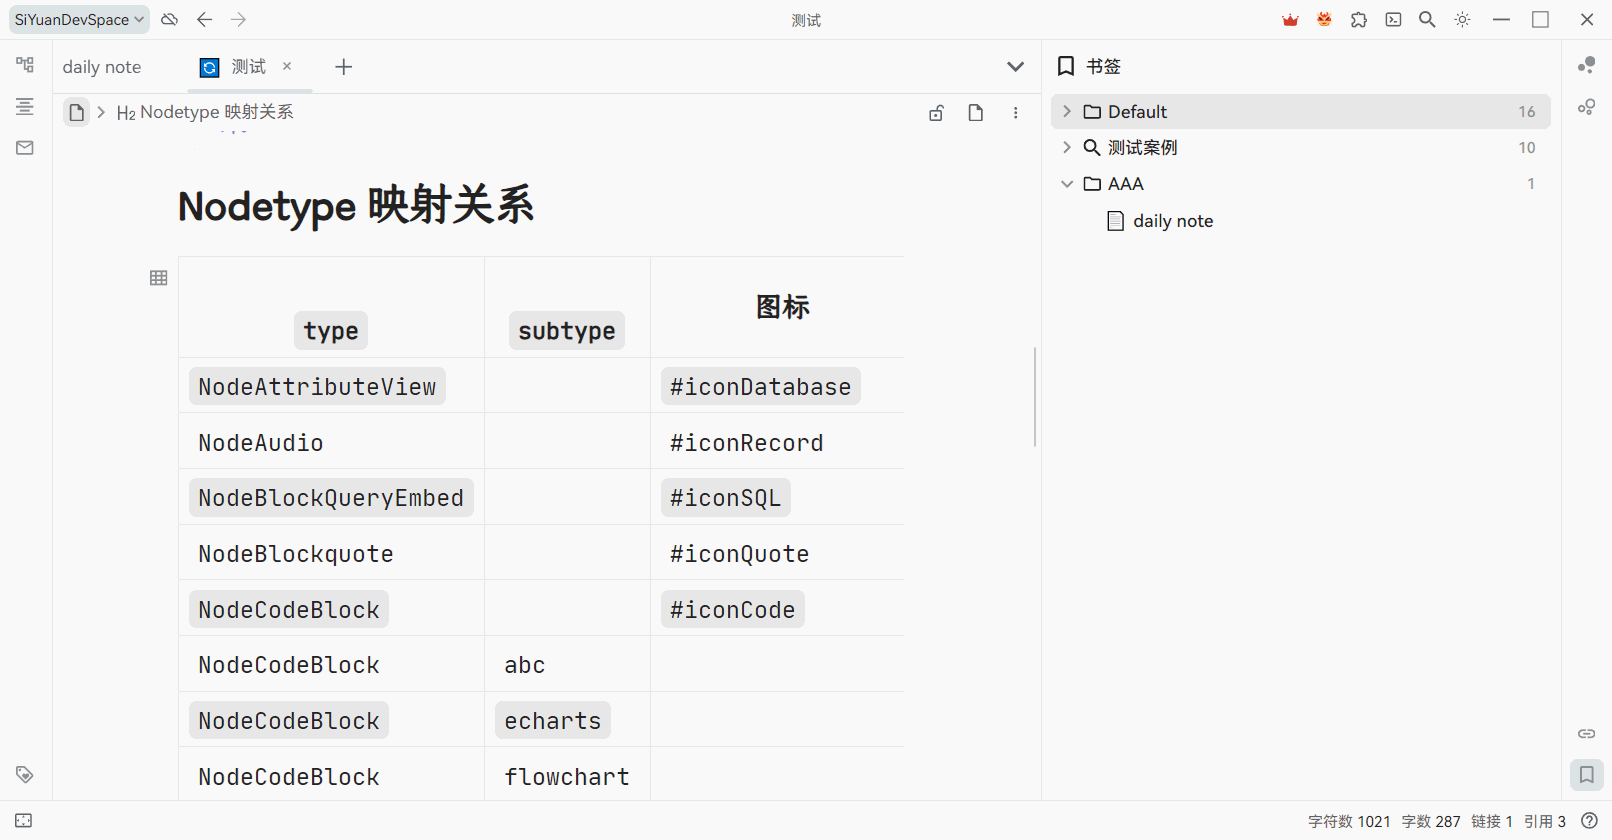 SiYuanDevSpace
测试
daily note
测试
H2 Nodetype 映射关系
Nodetype 映射关系
type subtype 图标
NodeAttributeView #iconDatabase
NodeAudio #iconRecord
NodeBlockQueryEmbed #iconSQL
NodeBlockquote #iconQuote
NodeCodeBlock #iconCode
NodeCodeBlock abc
NodeCodeBlock echarts
NodeCodeBlock flowchart
书签
Default 16
测试案例 10
AAA 1
daily note
字符数 1021 字数 287 链接 1 引用 3